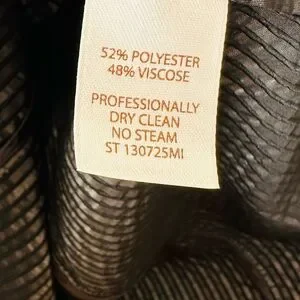 52% POLYESTER
48% VISCOSE
PROFESSIONALLY
DRY CLEAN
NO STEAM
ST 130725MI